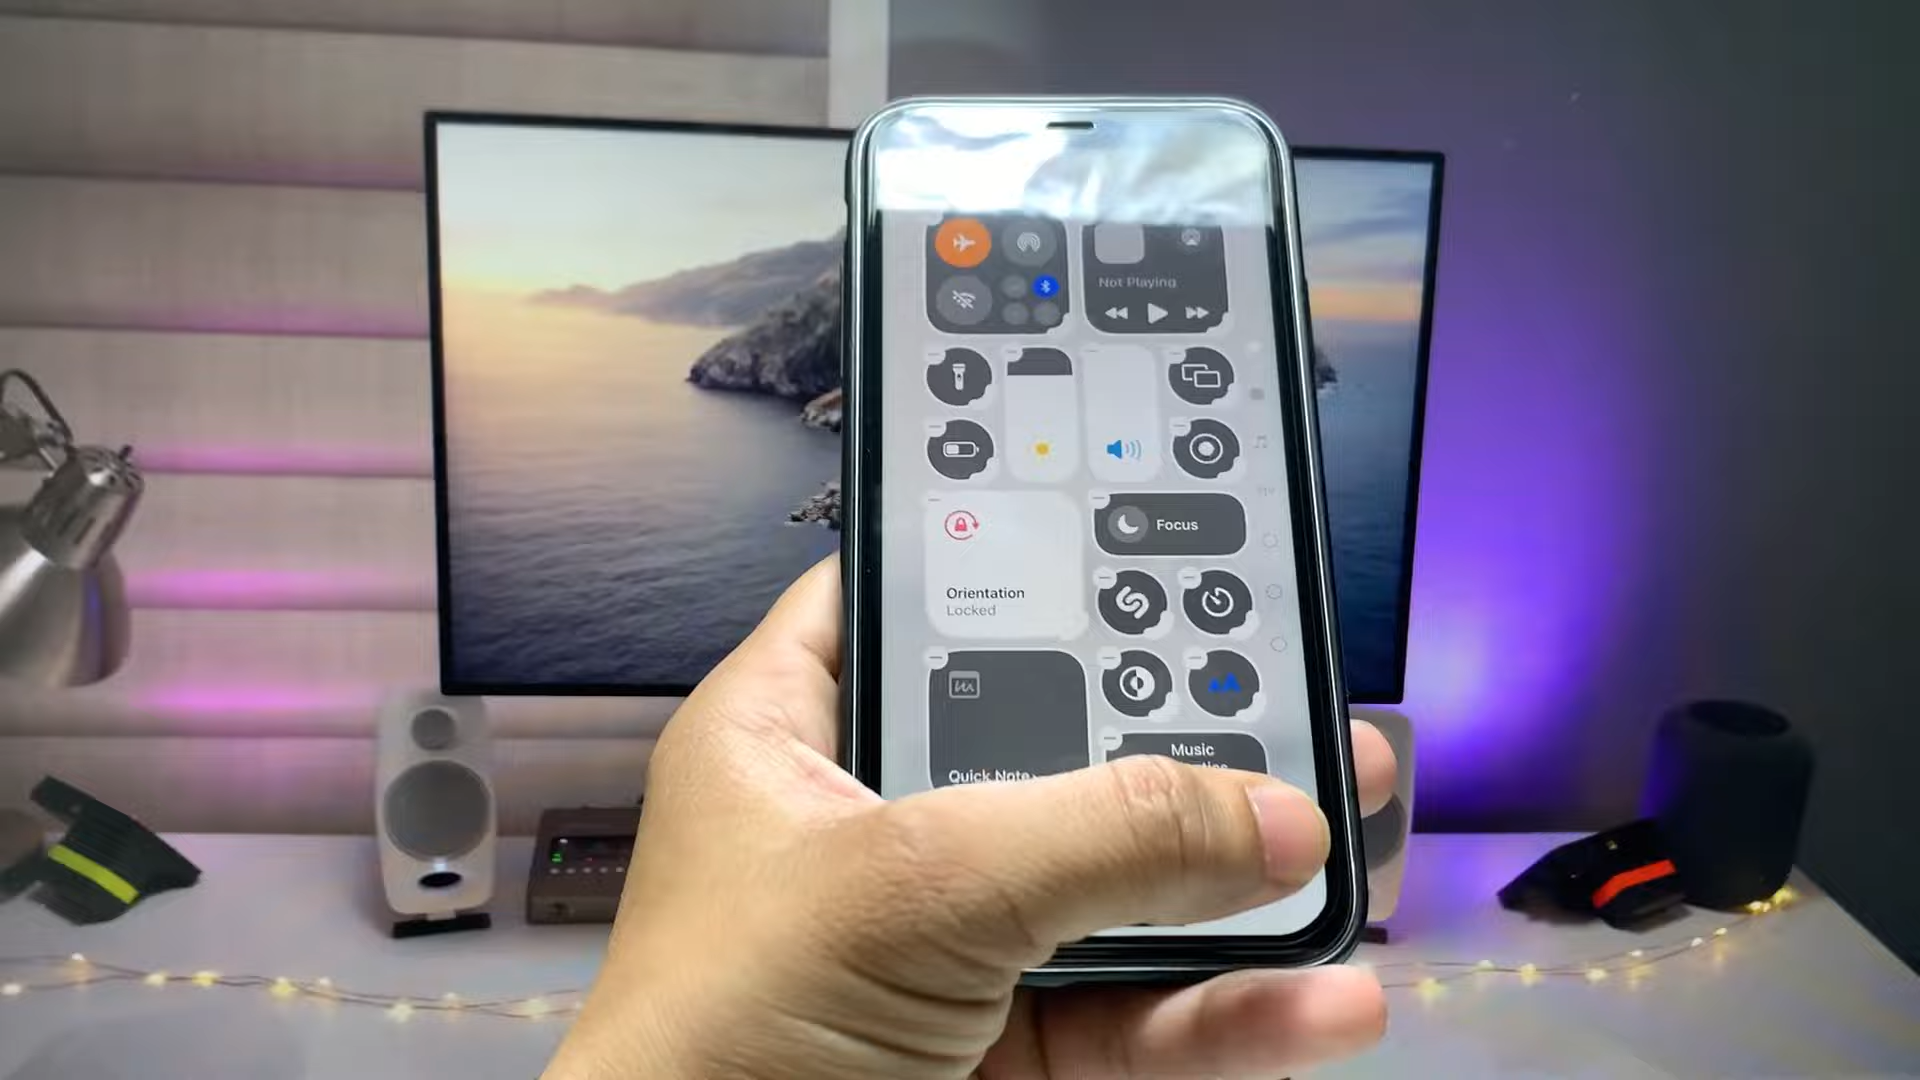 Not Playing
Focus
Orientation
Locked
Music
Quick Note